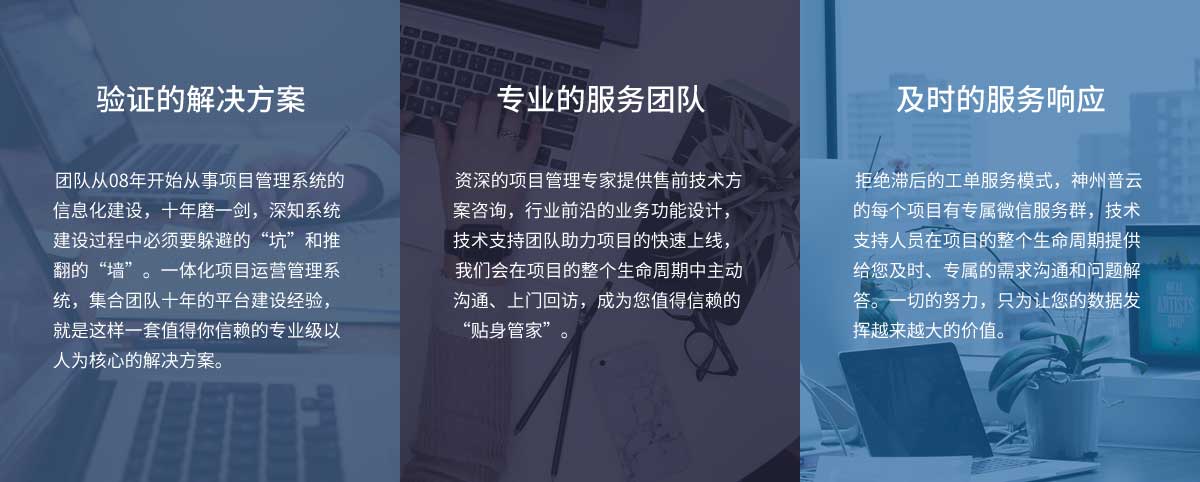 验证的解决方案
团队从08年开始从事项目管理系统的
信息化建设，十年磨一剑，深知系统
建设过程中必须要躲避的“坑”和推
翻的“墙”。一体化项目运营管理系
统，集合团队十年的平台建设经验，
就是这样一套值得你信赖的专业级以
人为核心的解决方案。
专业的服务团队
资深的项目管理专家提供售前技术方
案咨询，行业前沿的业务功能设计，
技术支持团队助力项目的快速上线，
我们会在项目的整个生命周期中主动
沟通、上门回访，成为您值得信赖的
“贴身管家”。
及时的服务响应
拒绝滞后的工单服务模式，神州普云
的每个项目有专属微信服务群，技术
支持人员在项目的整个生命周期提供
给您及时、专属的需求沟通和问题解
答。一切的努力，只为让您的数据发
挥越来越大的价值。